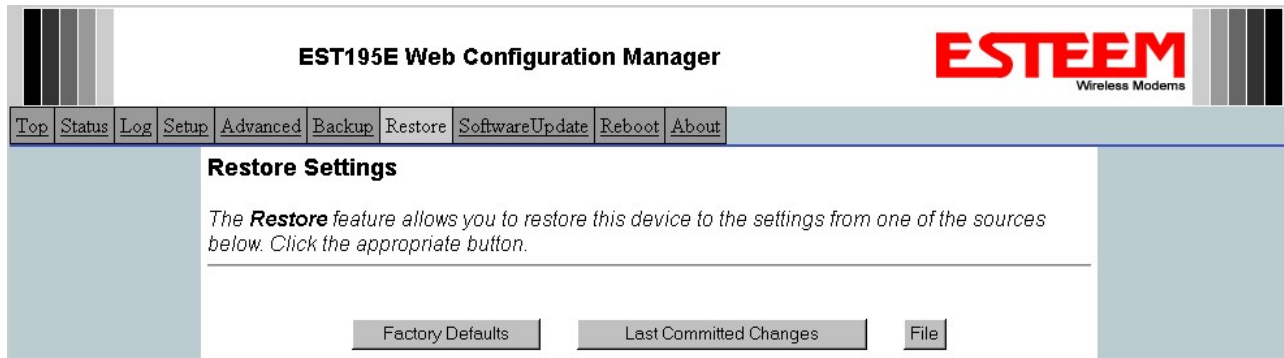 EST195E Web Configuration Manager
ESTEEM
Wireless Modems
Top Status Log Setup Advanced Backup Restore SoftwareUpdate Reboot About
Restore Settings
The Restore feature allows you to restore this device to the settings from one of the sources
below. Click the appropriate button.
Factory Defaults Last Committed Changes File